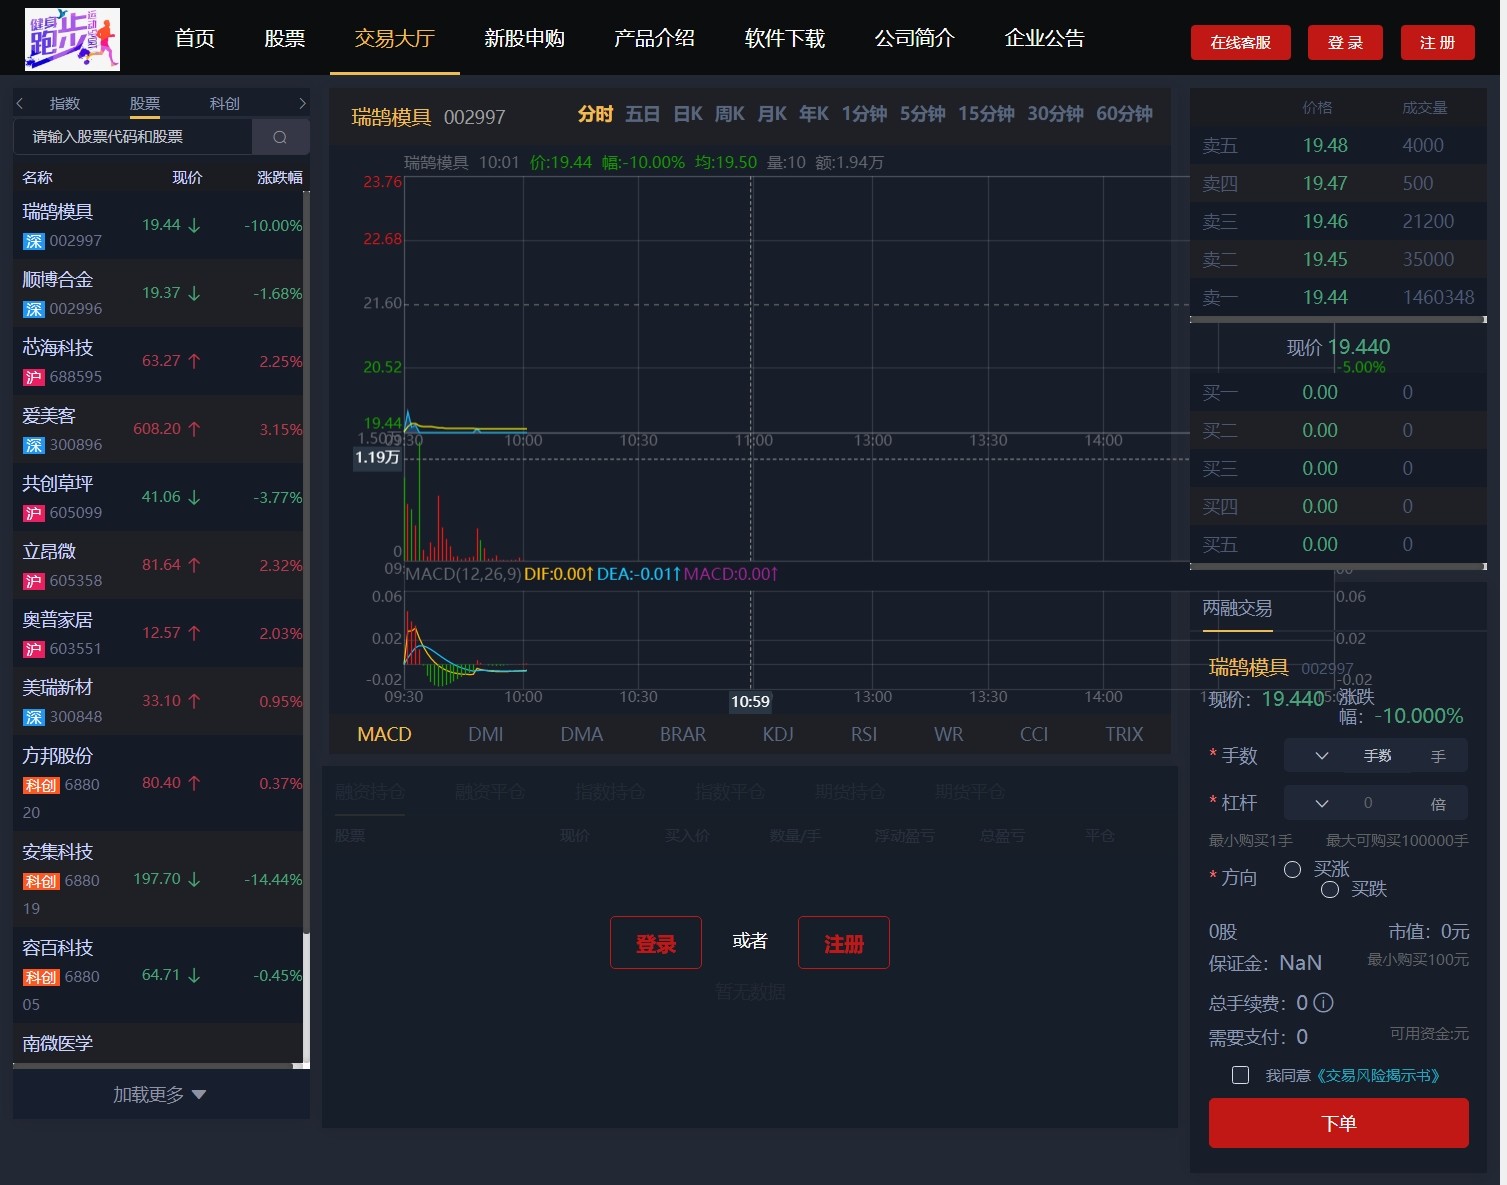 健身
跑步
首页 股票 交易大厅 新股申购 产品介绍 软件下载 公司简介 企业公告 在线客服 登录 注册
指数 股票 科创
请输入股票代码和股票
名称 现价 涨跌幅
瑞鹄模具 19.44 ↓ -10.00%
深 002997
顺博合金 19.37 ↓ -1.68%
深 002996
芯海科技 63.27 ↑ 2.25%
沪 688595
爱美客 608.20 ↑ 3.15%
深 300896
共创草坪 41.06 ↓ -3.77%
沪 605099
立昂微 81.64 ↑ 2.32%
沪 605358
奥普家居 12.57 ↑ 2.03%
沪 603551
美瑞新材 33.10 ↑ 0.95%
深 300848
方邦股份 80.40 ↑ 0.37%
科创 6880
20
安集科技 197.70 ↓ -14.44%
科创 6880
19
容百科技 64.71 ↓ -0.45%
科创 6880
05
南微医学
加载更多
瑞鹄模具 002997 分时 五日 日K 周K 月K 年K 1分钟 5分钟 15分钟 30分钟 60分钟
瑞鹄模具 10:01 价:19.44 幅:-10.00% 均:19.50 量:10 额:1.94万
23.76
22.68
21.60
20.52
19.44
1.50万
09:30 10:00 10:30 11:00 13:00 13:30 14:00
1.19万
0
09:
MACD(12,26,9) DIF:0.00↑ DEA:-0.01↑ MACD:0.00↑
0.06
0.02
-0.02
09:30 10:00 10:30 10:59 13:00 13:30 14:00
MACD DMI DMA BRAR KDJ RSI WR CCI TRIX
融资持仓 融资平仓 指数持仓 指数平仓 期货持仓 期货平仓
股票 现价 买入价 数量/手 浮动盈亏 总盈亏 平仓
登录 或者 注册
暂无数据
价格 成交量
卖五 19.48 4000
卖四 19.47 500
卖三 19.46 21200
卖二 19.45 35000
卖一 19.44 1460348
现价 19.440
-5.00%
买一 0.00 0
买二 0.00 0
买三 0.00 0
买四 0.00 0
买五 0.00 0
0.06
两融交易
0.02
瑞鹄模具 002997
-0.02
现价：19.440 涨跌幅：-10.000%
* 手数 手数 手
* 杠杆 0 倍
最小购买1手 最大可购买100000手
* 方向 买涨
买跌
0股 市值：0元
保证金：NaN 最小购买100元
总手续费：0
需要支付：0 可用资金:元
我同意《交易风险揭示书》
下单